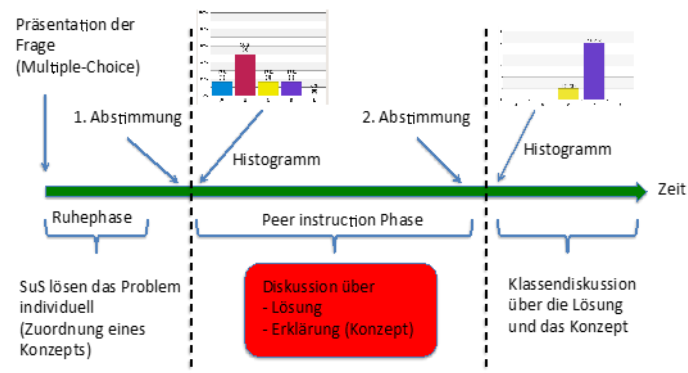 Präsentation der
Frage
(Multiple-Choice)
1. Abstimmung
Histogramm
2. Abstimmung
Histogramm
Zeit
Ruhephase
Peer instruction Phase
SuS lösen das Problem
individuell
(Zuordnung eines
Konzepts)
Diskussion über
- Lösung
- Erklärung (Konzept)
Klassendiskussion
über die Lösung
und das Konzept